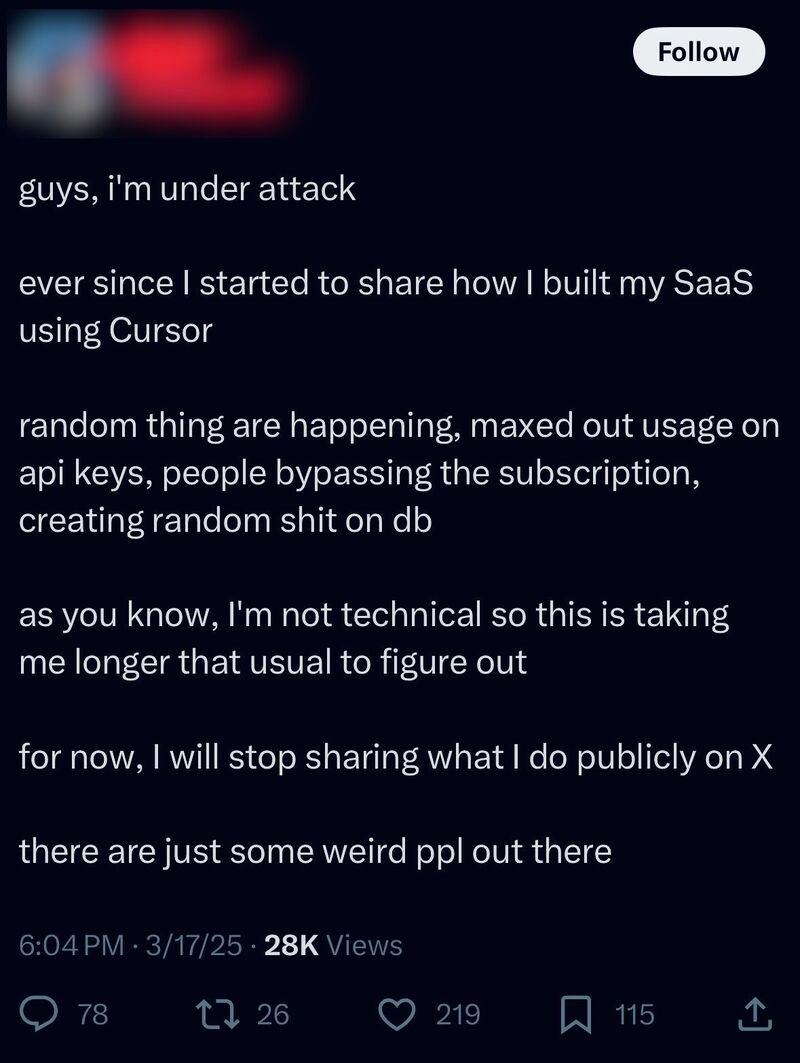 Follow
guys, i'm under attack
ever since I started to share how I built my SaaS
using Cursor
random thing are happening, maxed out usage on
api keys, people bypassing the subscription,
creating random shit on db
as you know, I'm not technical so this is taking
me longer that usual to figure out
for now, I will stop sharing what I do publicly on X
there are just some weird ppl out there
6:04 PM · 3/17/25 · 28K Views
78 26 219 115